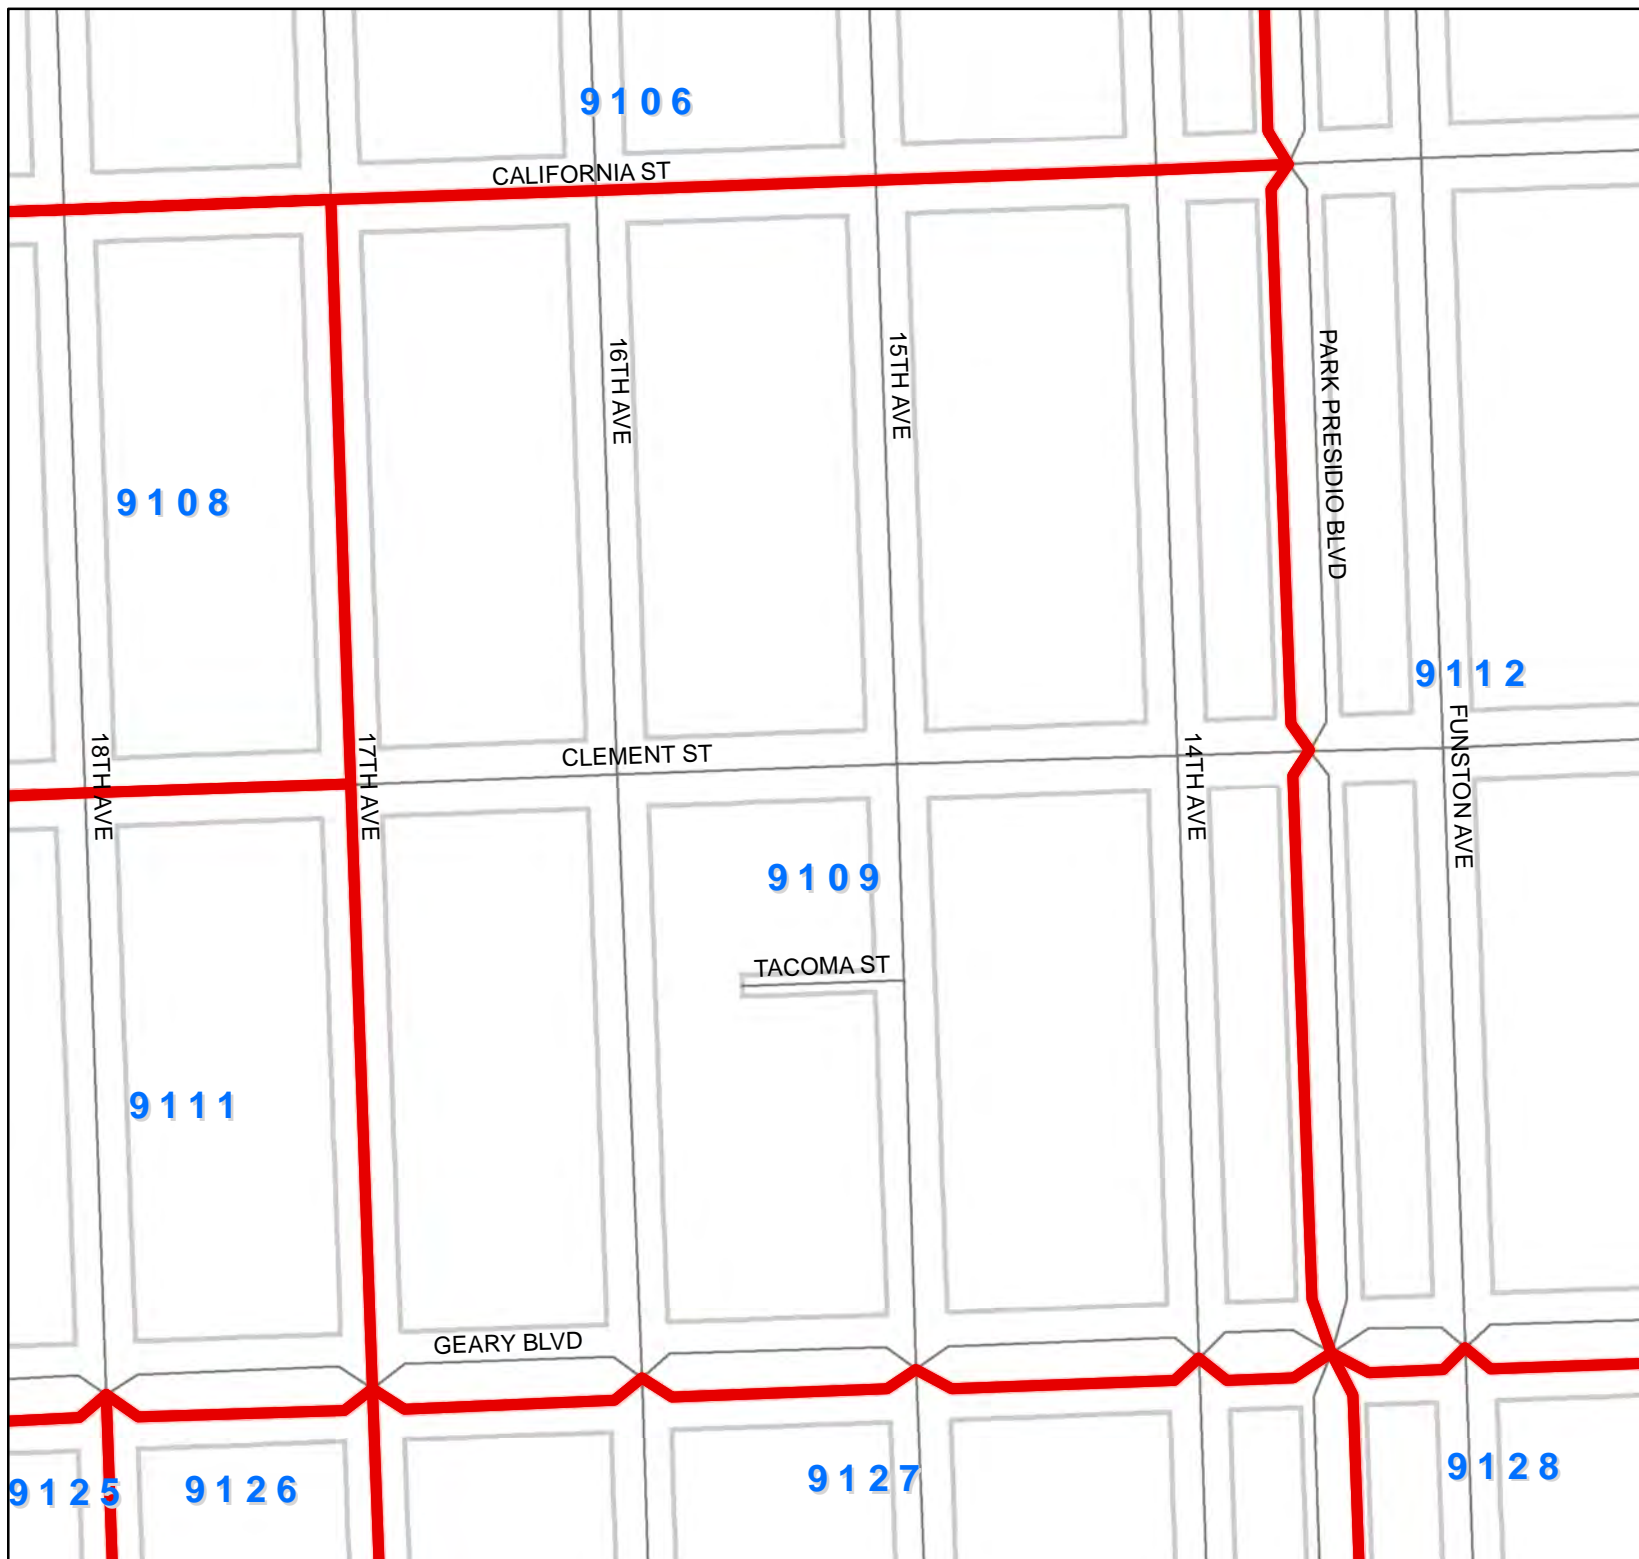 9106
CALIFORNIA ST
16TH AVE
15TH AVE
PARK PRESIDIO BLVD
9108
9112
18TH AVE
17TH AVE
CLEMENT ST
14TH AVE
FUNSTON AVE
9109
TACOMA ST
9111
GEARY BLVD
9125
9126
9127
9128